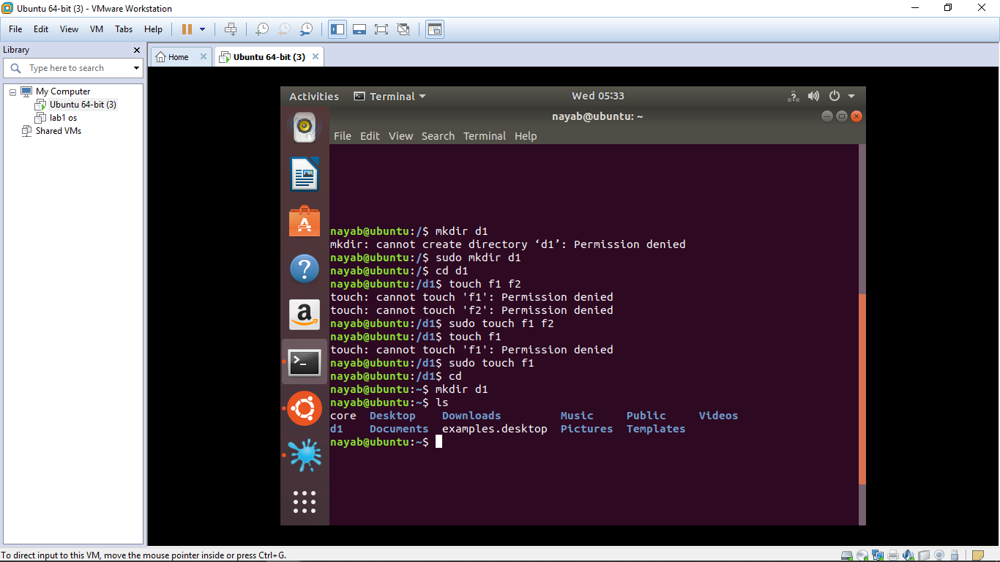 Ubuntu 64-bit (3) - VMware Workstation
File Edit View VM Tabs Help
Library
Type here to search
My Computer
Ubuntu 64-bit (3)
lab1 os
Shared VMs
Home
Ubuntu 64-bit (3)
Activities Terminal Wed 05:33
nayab@ubuntu: ~
File Edit View Search Terminal Help
nayab@ubuntu:/$ mkdir d1
mkdir: cannot create directory ‘d1’: Permission denied
nayab@ubuntu:/$ sudo mkdir d1
nayab@ubuntu:/$ cd d1
nayab@ubuntu:/d1$ touch f1 f2
touch: cannot touch 'f1': Permission denied
touch: cannot touch 'f2': Permission denied
nayab@ubuntu:/d1$ sudo touch f1 f2
nayab@ubuntu:/d1$ touch f1
touch: cannot touch 'f1': Permission denied
nayab@ubuntu:/d1$ sudo touch f1
nayab@ubuntu:/d1$ cd
nayab@ubuntu:~$ mkdir d1
nayab@ubuntu:~$ ls
core Desktop Downloads Music Public Videos
d1 Documents examples.desktop Pictures Templates
nayab@ubuntu:~$
To direct input to this VM, move the mouse pointer inside or press Ctrl+G.